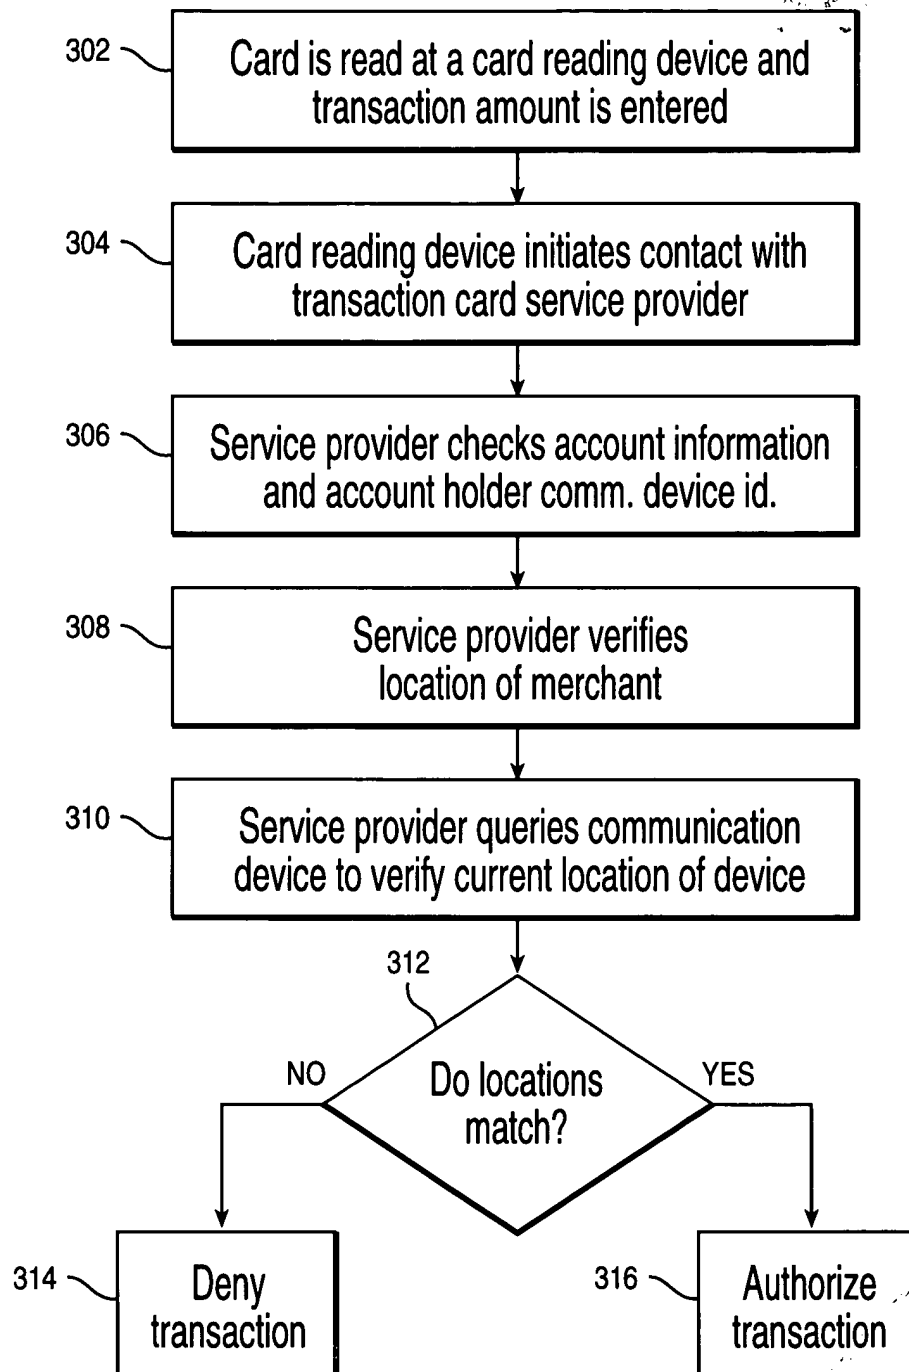 302
Card is read at a card reading device and
transaction amount is entered
304
Card reading device initiates contact with
transaction card service provider
306
Service provider checks account information
and account holder comm. device id.
308
Service provider verifies
location of merchant
310
Service provider queries communication
device to verify current location of device
312
NO
Do locations
match?
YES
314
Deny
transaction
316
Authorize
transaction